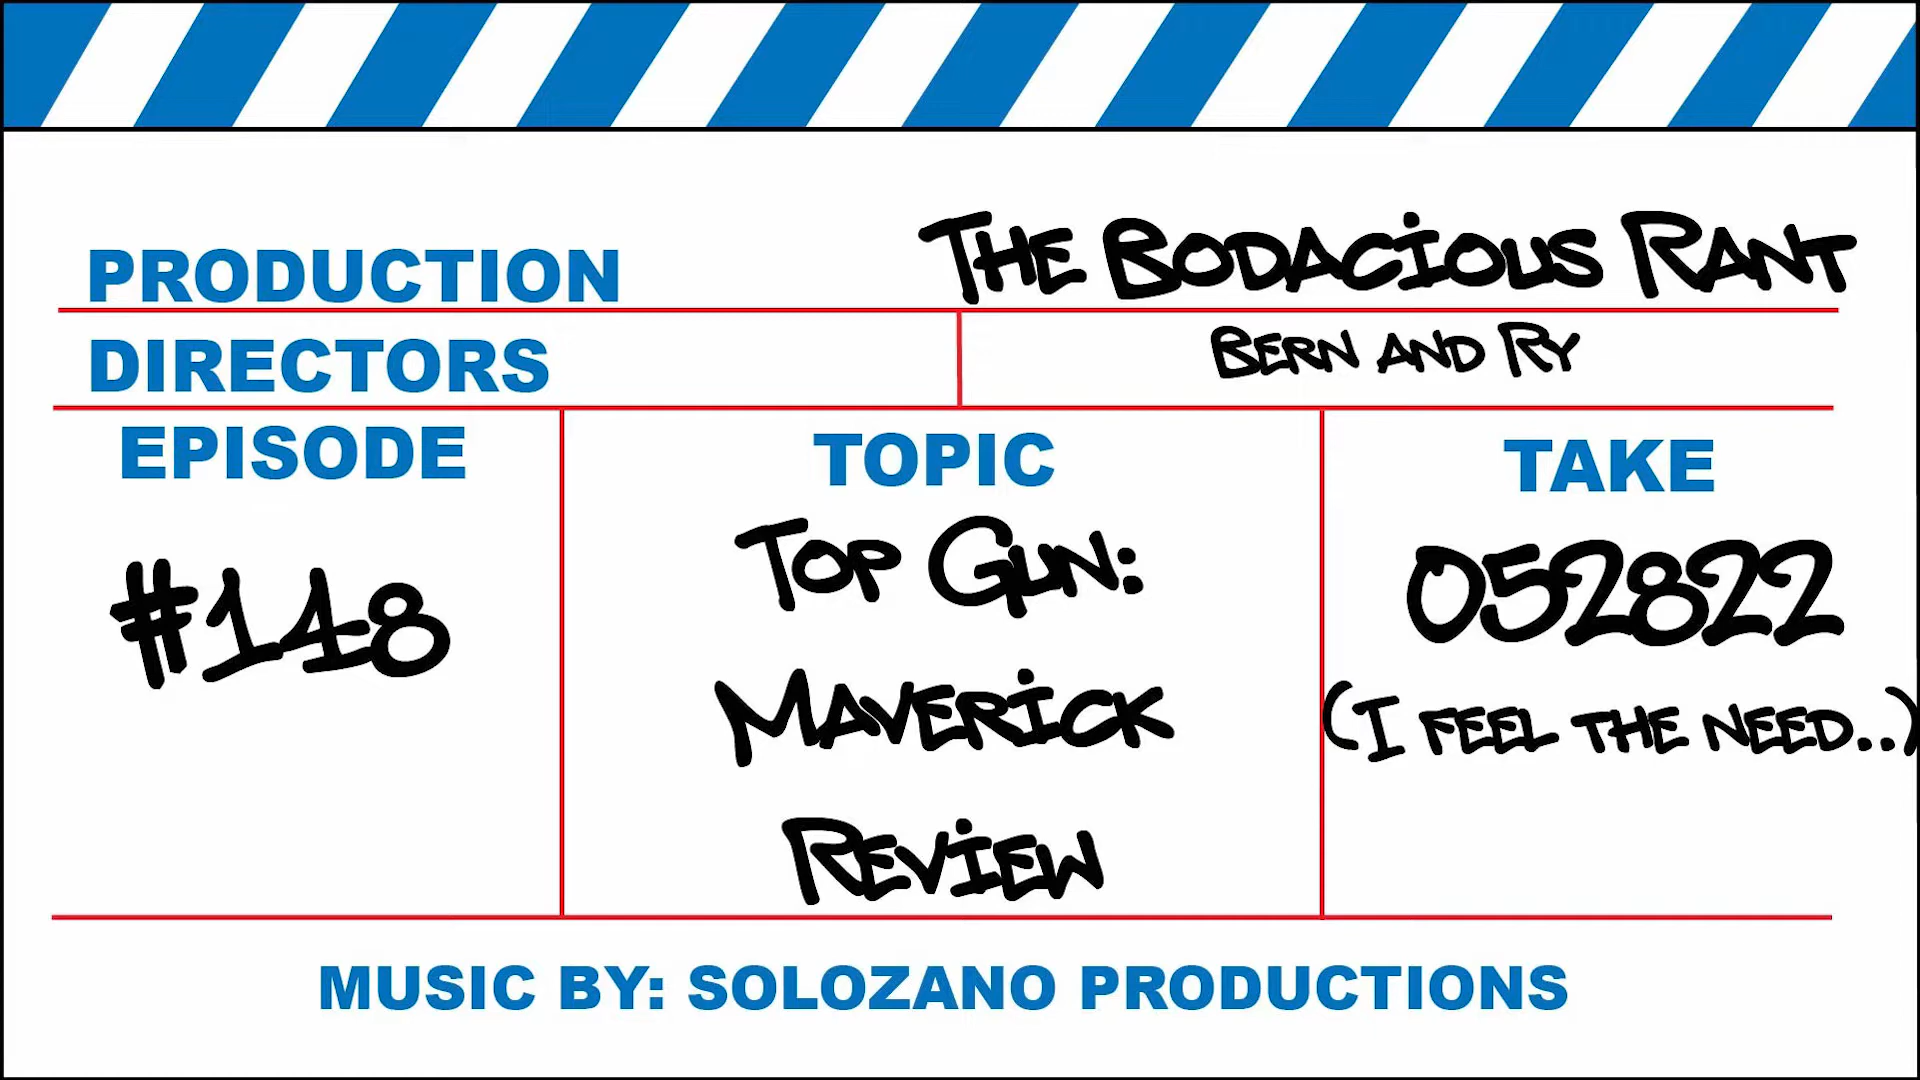 PRODUCTION THE BODACIOUS RANT
DIRECTORS BERN AND RY
EPISODE TOPIC TAKE
#148 TOP GUN: 052822
MAVERICK (I FEEL THE NEED..)
REVIEW
MUSIC BY: SOLOZANO PRODUCTIONS